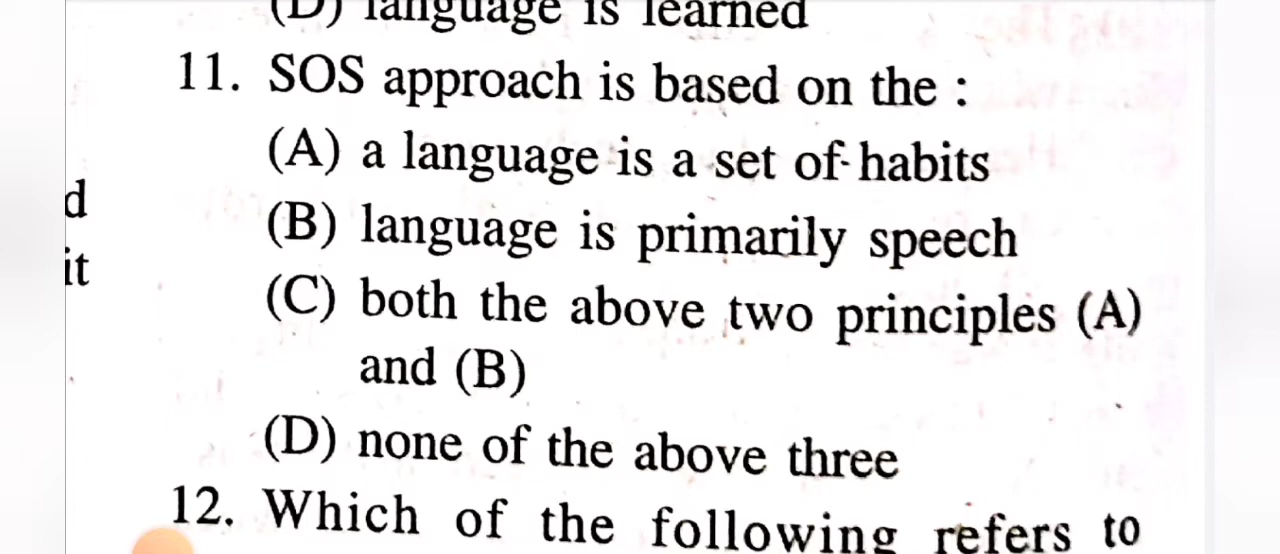 (D) language is learned
11. SOS approach is based on the :
(A) a language is a set of habits
d
(B) language is primarily speech
it
(C) both the above two principles (A)
and (B)
(D) none of the above three
12. Which of the following refers to